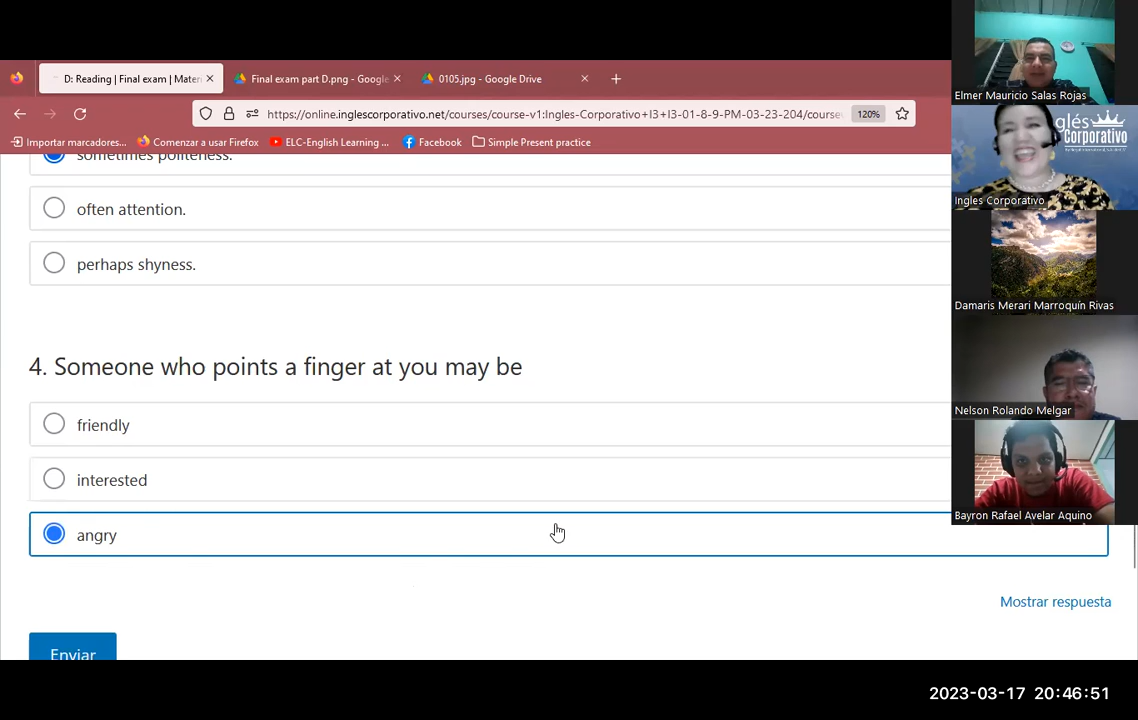 Elmer Mauricio Salas Rojas
D: Reading | Final exam | Mater
Final exam part D.png - Google
0105.jpg - Google Drive
https://online.inglescorporativo.net/courses/course-v1:Ingles-Corporativo+I3+I3-01-8-9-PM-03-23-204/course
120%
Importar marcadores...
Comenzar a usar Firefox
ELC-English Learning ...
Facebook
Simple Present practice
glés
Corporativo
Ingles Corporativo
sometimes politeness.
often attention.
perhaps shyness.
Damaris Merari Marroquín Rivas
4. Someone who points a finger at you may be
friendly
interested
angry
Nelson Rolando Melgar
Bayron Rafael Avelar Aquino
Mostrar respuesta
Enviar
2023-03-17 20:46:51